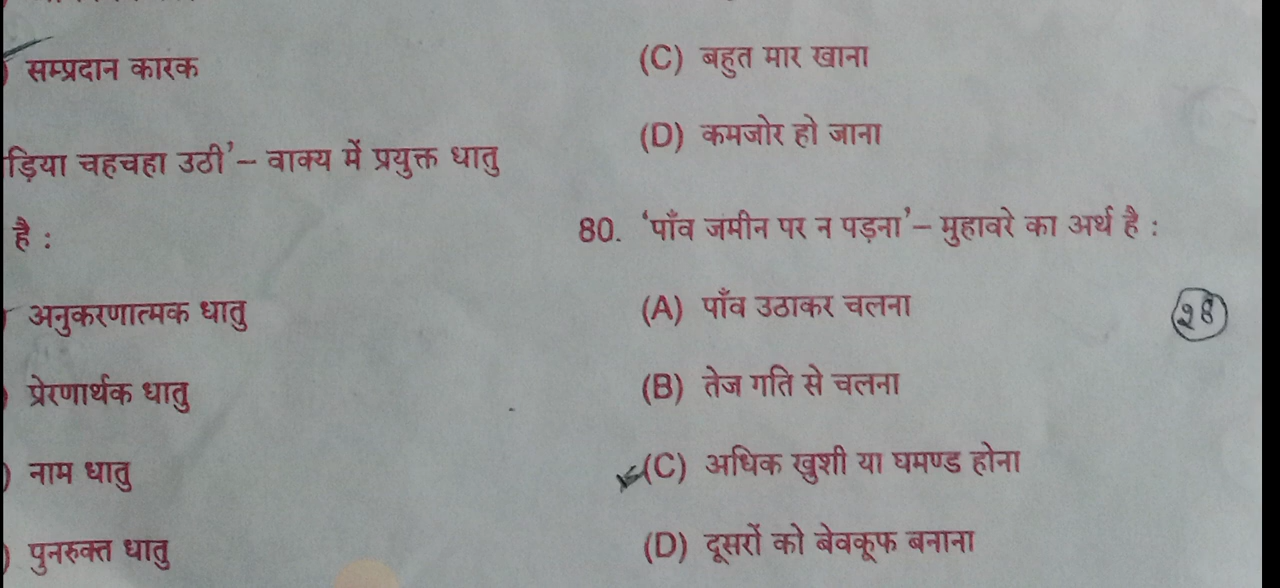 सम्प्रदान कारक
ड़िया चहचहा उठी’– वाक्य में प्रयुक्त धातु
है :
अनुकरणात्मक धातु
प्रेरणार्थक धातु
नाम धातु
पुनरुक्त धातु
(C) बहुत मार खाना
(D) कमजोर हो जाना
80. ‘पाँव जमीन पर न पड़ना’– मुहावरे का अर्थ है :
(A) पाँव उठाकर चलना
(B) तेज गति से चलना
(C) अधिक खुशी या घमण्ड होना
(D) दूसरों को बेवकूफ बनाना
28